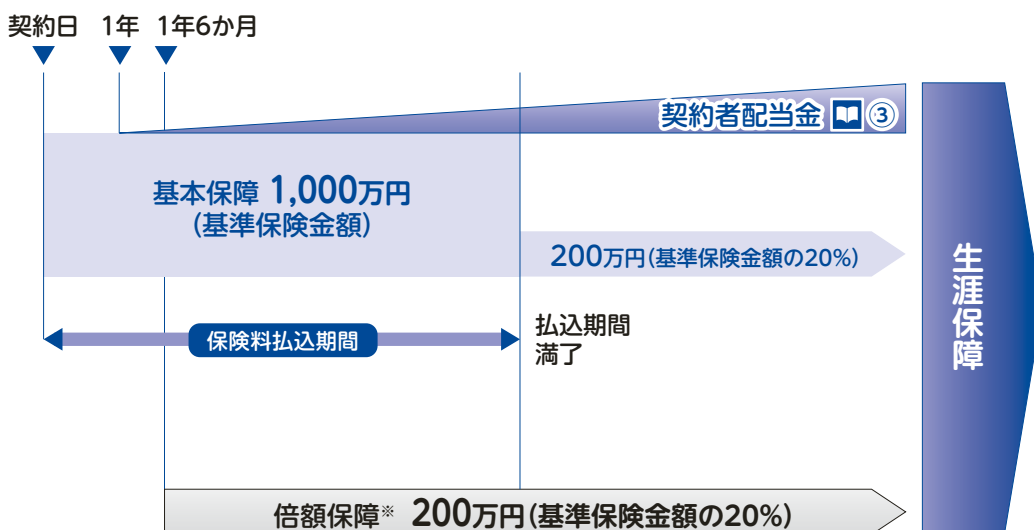 契約日 1年 1年6か月
契約者配当金 ③
基本保障 1,000万円
(基準保険金額)
200万円(基準保険金額の20%)
生涯保障
保険料払込期間
払込期間
満了
倍額保障※ 200万円(基準保険金額の20%)